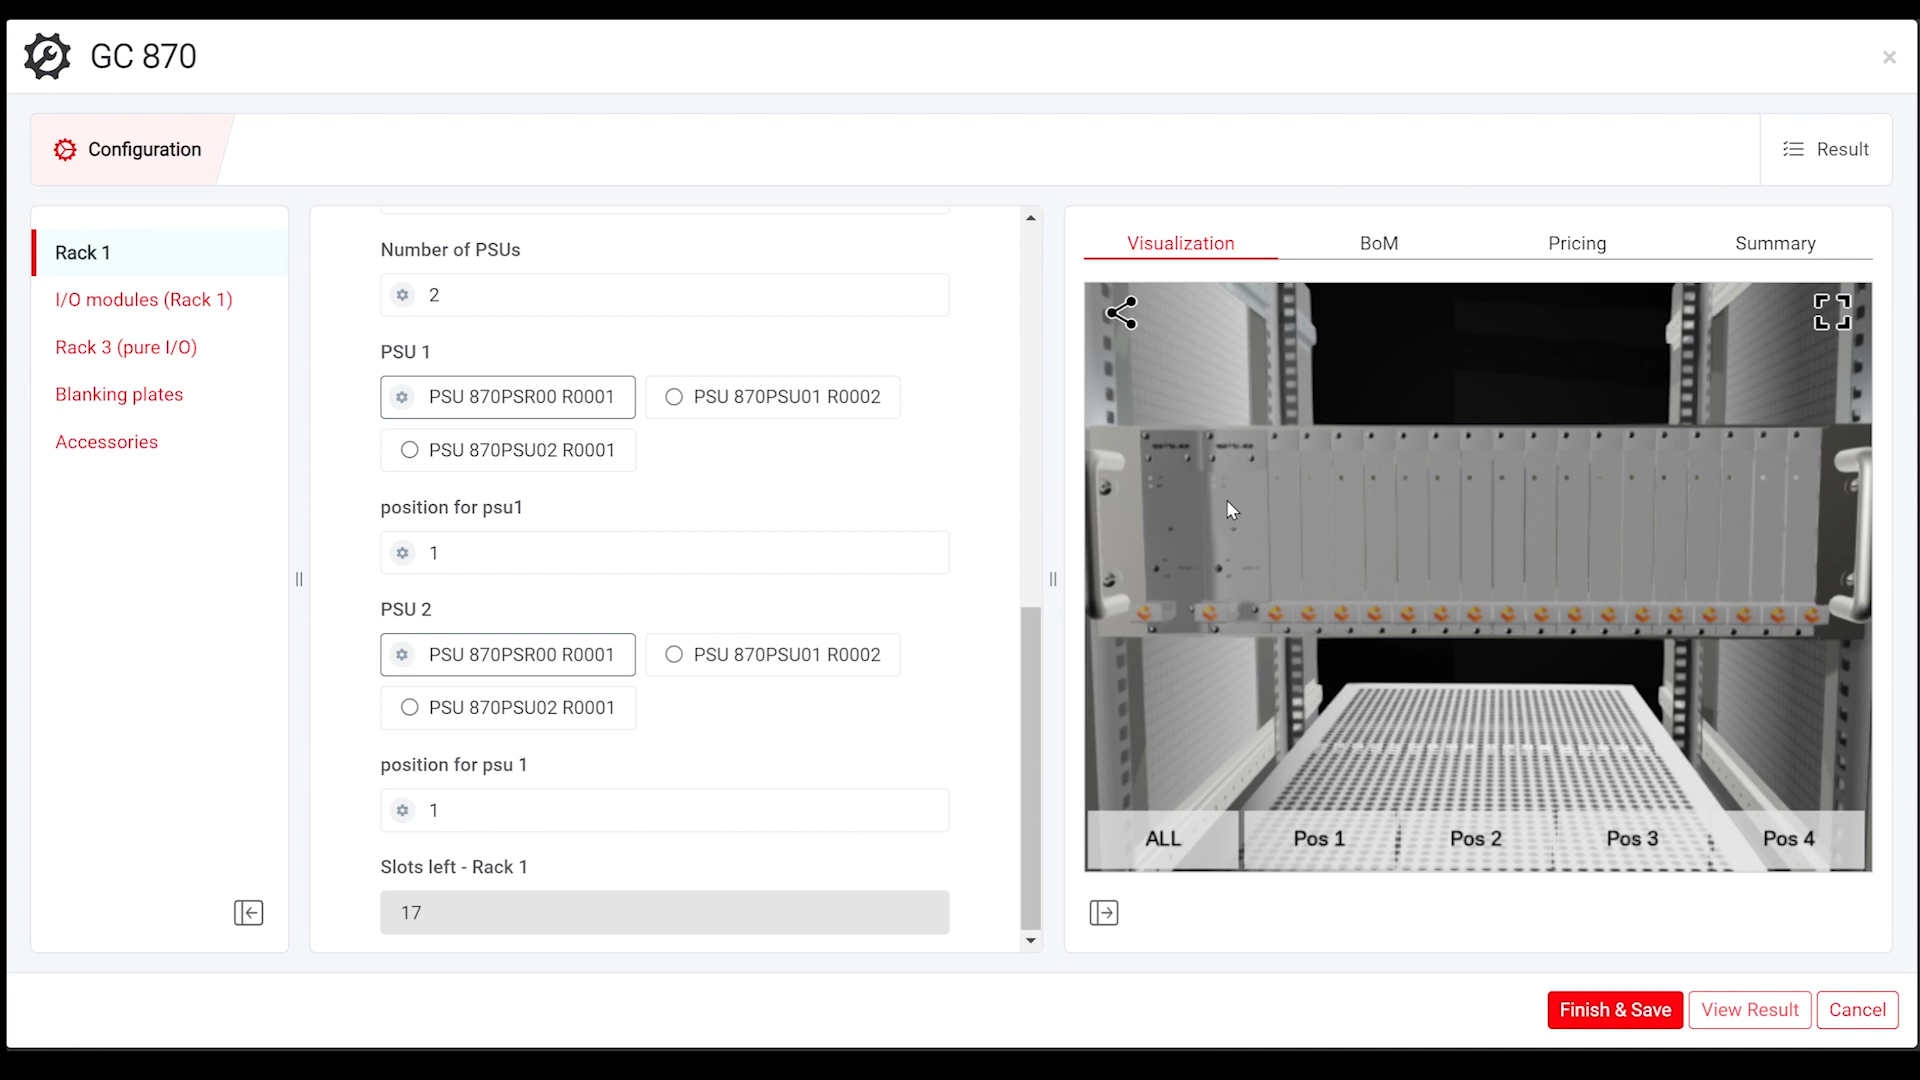 GC 870
Configuration
Result
Rack 1
I/O modules (Rack 1)
Rack 3 (pure I/O)
Blanking plates
Accessories
Number of PSUs
2
PSU 1
PSU 870PSR00 R0001
PSU 870PSU01 R0002
PSU 870PSU02 R0001
position for psu1
1
PSU 2
PSU 870PSR00 R0001
PSU 870PSU01 R0002
PSU 870PSU02 R0001
position for psu 1
1
Slots left - Rack 1
17
Visualization
BoM
Pricing
Summary
ALL
Pos 1
Pos 2
Pos 3
Pos 4
Finish & Save
View Result
Cancel